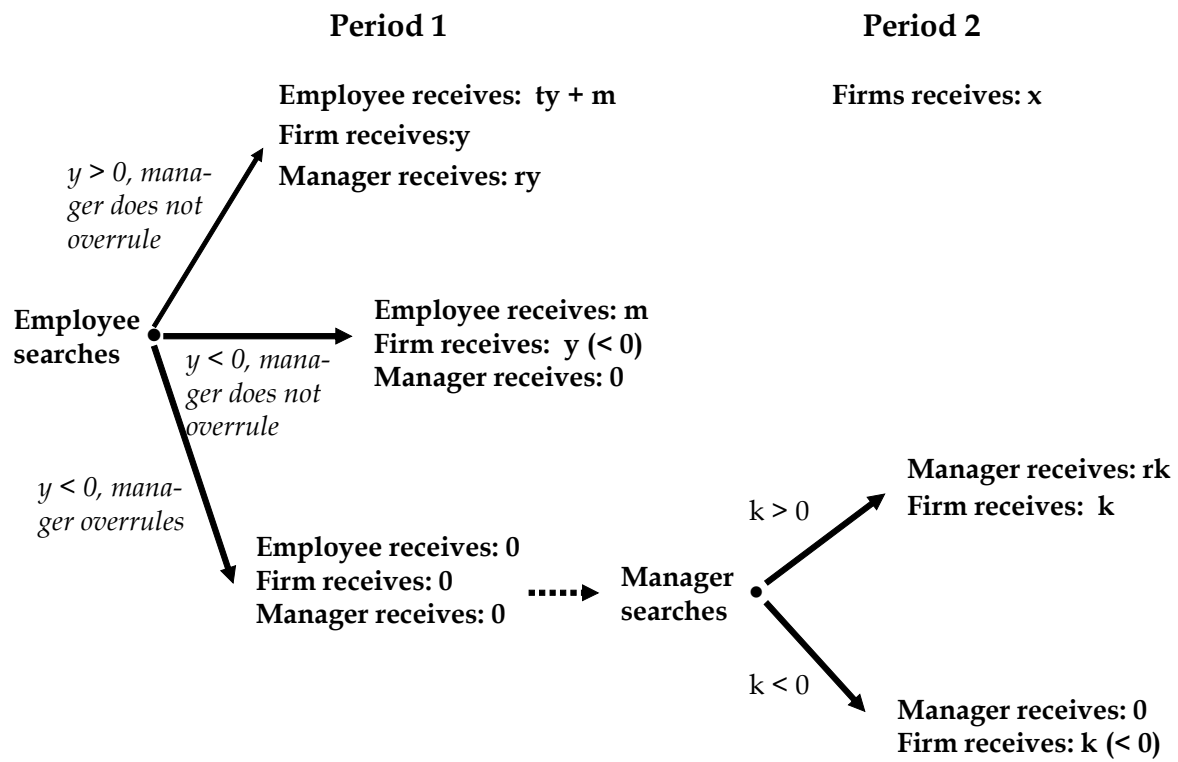 Period 1
Period 2
Employee receives: ty + m
Firms receives: x
Firm receives:y
Manager receives: ry
y > 0, mana-
ger does not
overrule
Employee
searches
Employee receives: m
Firm receives: y (< 0)
Manager receives: 0
y < 0, mana-
ger does not
overrule
y < 0, mana-
ger overrules
Employee receives: 0
Firm receives: 0
Manager receives: 0
Manager
searches
k > 0
Manager receives: rk
Firm receives: k
k < 0
Manager receives: 0
Firm receives: k (< 0)